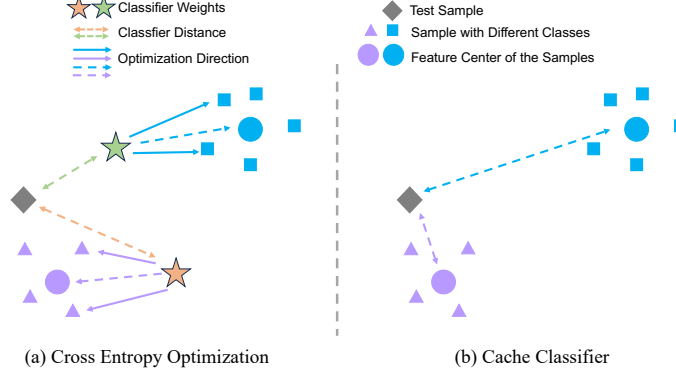 Classifier Weights
Classfier Distance
Optimization Direction
Test Sample
Sample with Different Classes
Feature Center of the Samples
(a) Cross Entropy Optimization
(b) Cache Classifier